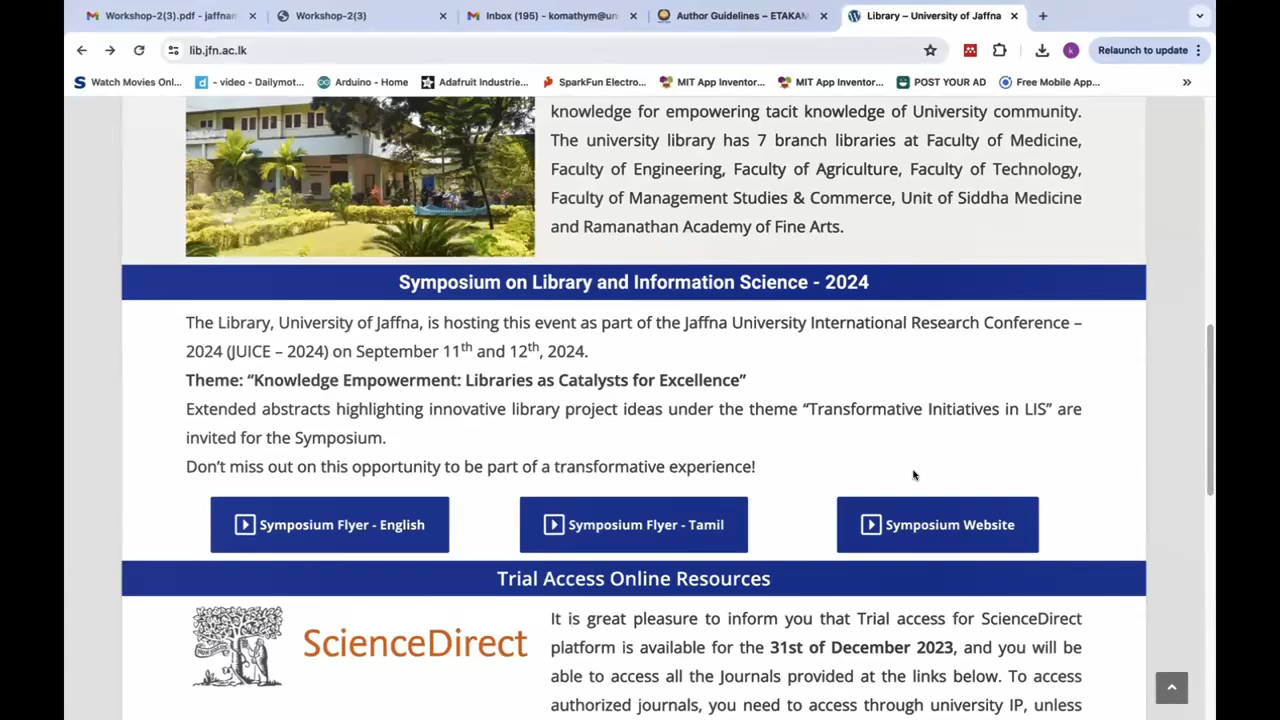 Workshop-2(3).pdf - jaffnan
Workshop-2(3)
Inbox (195) - komathym@un
Author Guidelines – ETAKAM
Library – University of Jaffna
lib.jfn.ac.lk
k
Relaunch to update
Watch Movies Onl...
- video - Dailymot...
Arduino - Home
Adafruit Industrie...
SparkFun Electro...
MIT App Inventor...
MIT App Inventor...
POST YOUR AD
Free Mobile App...
»
knowledge for empowering tacit knowledge of University community.
The university library has 7 branch libraries at Faculty of Medicine,
Faculty of Engineering, Faculty of Agriculture, Faculty of Technology,
Faculty of Management Studies & Commerce, Unit of Siddha Medicine
and Ramanathan Academy of Fine Arts.
Symposium on Library and Information Science - 2024
The Library, University of Jaffna, is hosting this event as part of the Jaffna University International Research Conference –
2024 (JUICE – 2024) on September 11th and 12th, 2024.
Theme: “Knowledge Empowerment: Libraries as Catalysts for Excellence”
Extended abstracts highlighting innovative library project ideas under the theme “Transformative Initiatives in LIS” are
invited for the Symposium.
Don’t miss out on this opportunity to be part of a transformative experience!
Symposium Flyer - English
Symposium Flyer - Tamil
Symposium Website
Trial Access Online Resources
ScienceDirect
It is great pleasure to inform you that Trial access for ScienceDirect
platform is available for the 31st of December 2023, and you will be
able to access all the Journals provided at the links below. To access
authorized journals, you need to access through university IP, unless